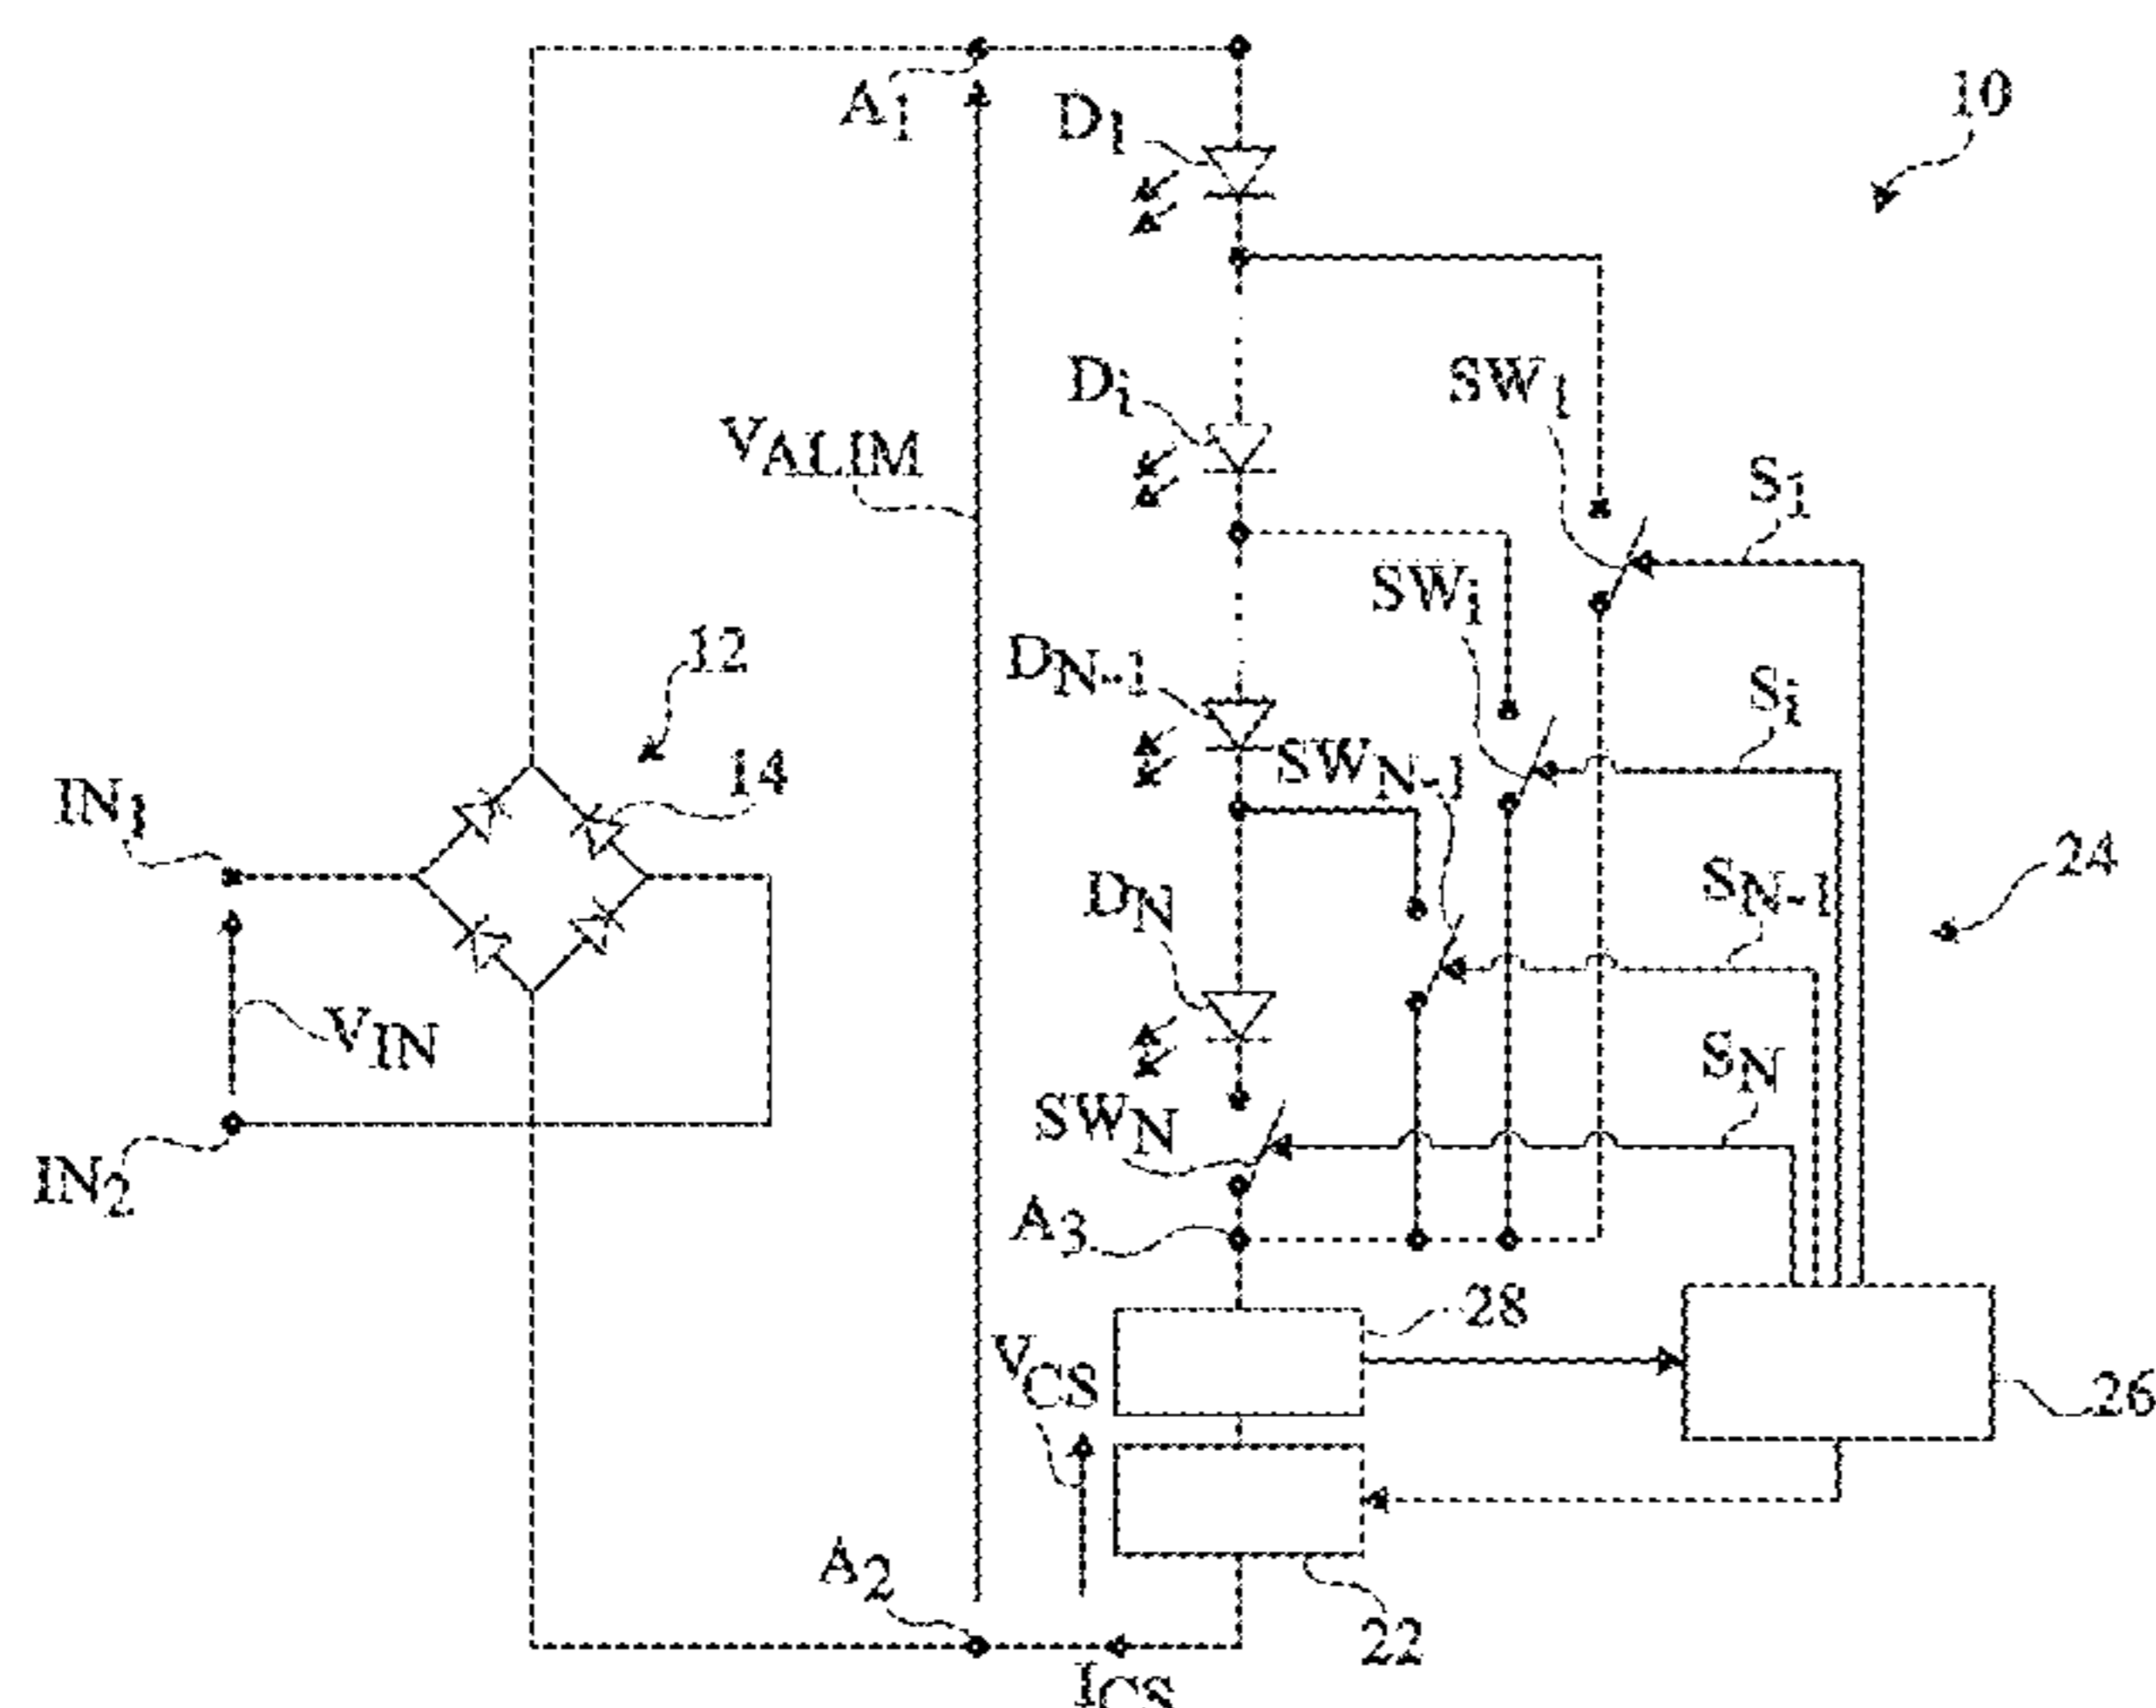 10
A1
D1
Di
SW1
VALIM
S1
SWi
12
DN-1
Si
14
SWN-1
IN1
24
DN
SN-1
VIN
SN
SWN
IN2
A3
28
VCS
26
A2
22
ICS